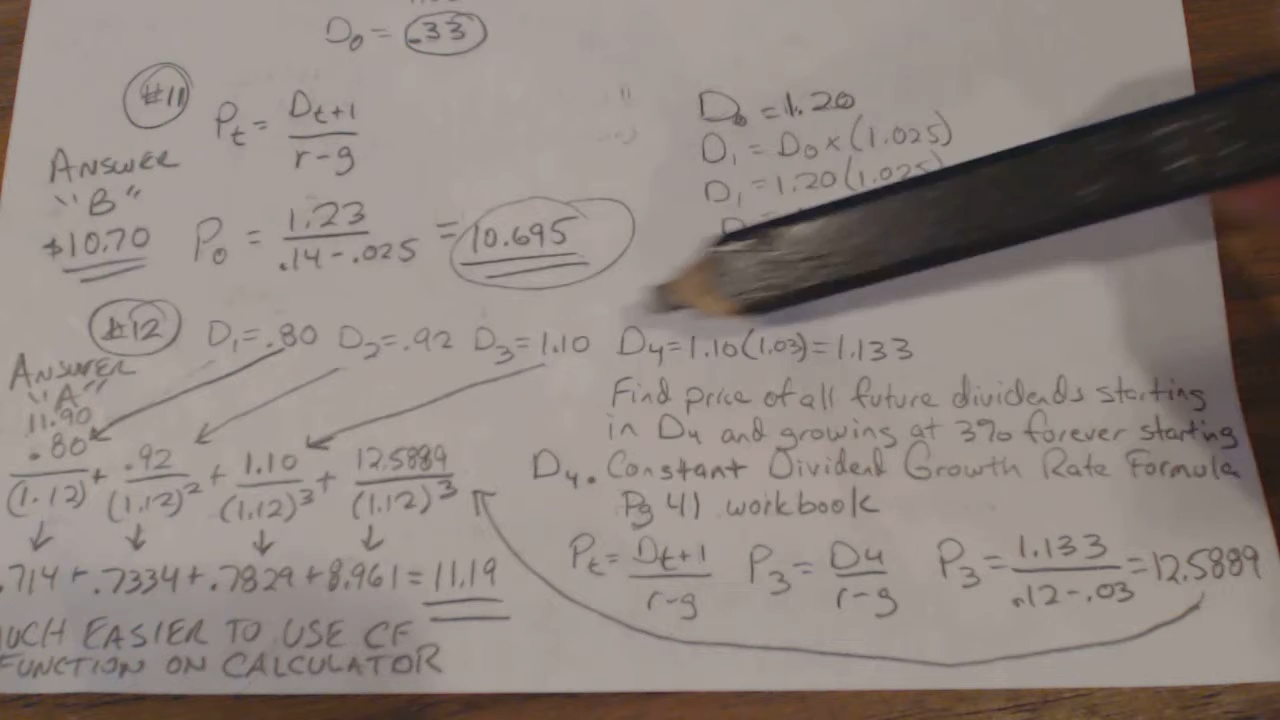 D0 = .33
#11
Pt = Dt+1 / r-g
ANSWER
"B"
$10.70
P0 = 1.23 / .14-.025 = 10.695
D0 = 1.20
D1 = D0 x (1.025)
D1 = 1.20 (1.025)
#12 D1=.80 D2=.92 D3=1.10 D4=1.10(1.03)=1.133
ANSWER
"A"
11.90
.80/(1.12) + .92/(1.12)^2 + 1.10/(1.12)^3 + 12.5889/(1.12)^3
.714 + .7334 + .7829 + 8.961 = 11.19
UCH EASIER TO USE CF
FUNCTION ON CALCULATOR
Find price of all future dividends starting
in D4 and growing at 3% forever starting
D4. Constant Dividend Growth Rate Formula
Pg 41 workbook
Pt = Dt+1 / r-g P3 = D4 / r-g P3 = 1.133 / .12-.03 = 12.5889